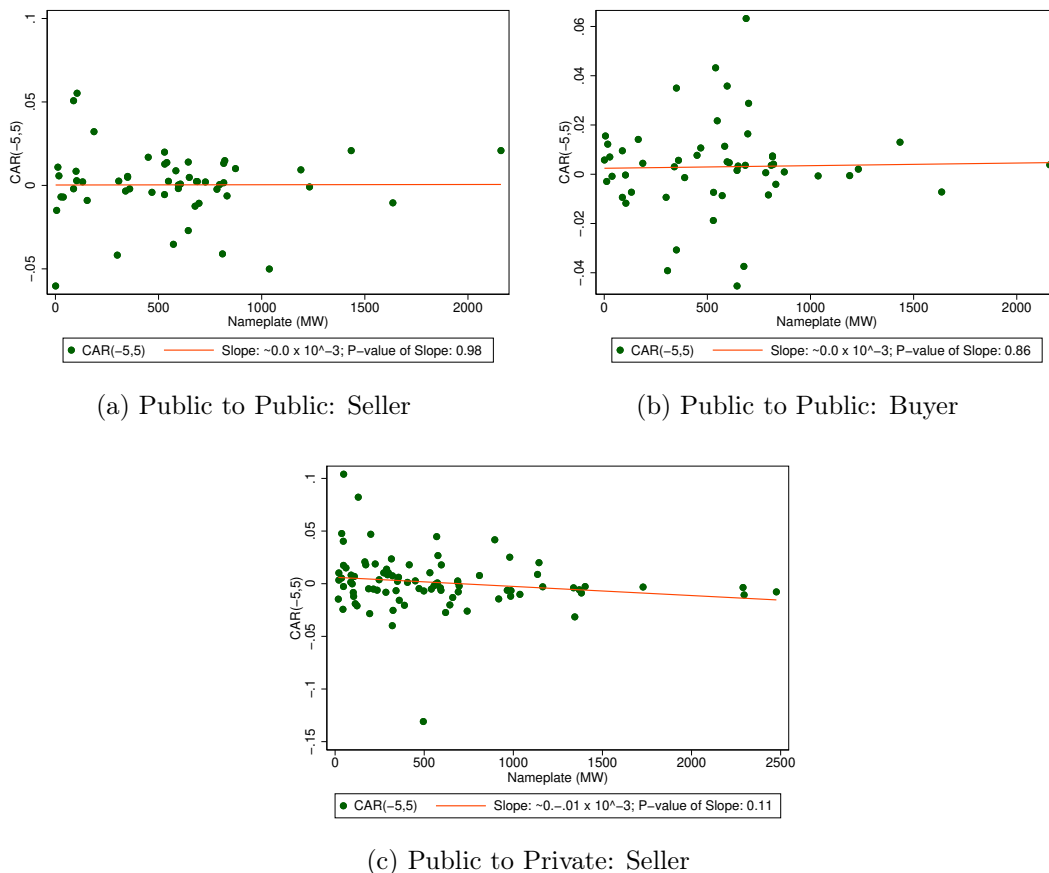 .1
.05
0
-.05
CAR(-5,5)
0
500
1000
1500
2000
Nameplate (MW)
CAR(-5,5)
Slope: ~0.0 x 10^-3; P-value of Slope: 0.98
(a) Public to Public: Seller
.06
.04
.02
0
-.02
-.04
CAR(-5,5)
0
500
1000
1500
2000
Nameplate (MW)
CAR(-5,5)
Slope: ~0.0 x 10^-3; P-value of Slope: 0.86
(b) Public to Public: Buyer
.1
.05
0
-.05
-.1
-.15
CAR(-5,5)
0
500
1000
1500
2000
2500
Nameplate (MW)
CAR(-5,5)
Slope: ~0.-.01 x 10^-3; P-value of Slope: 0.11
(c) Public to Private: Seller